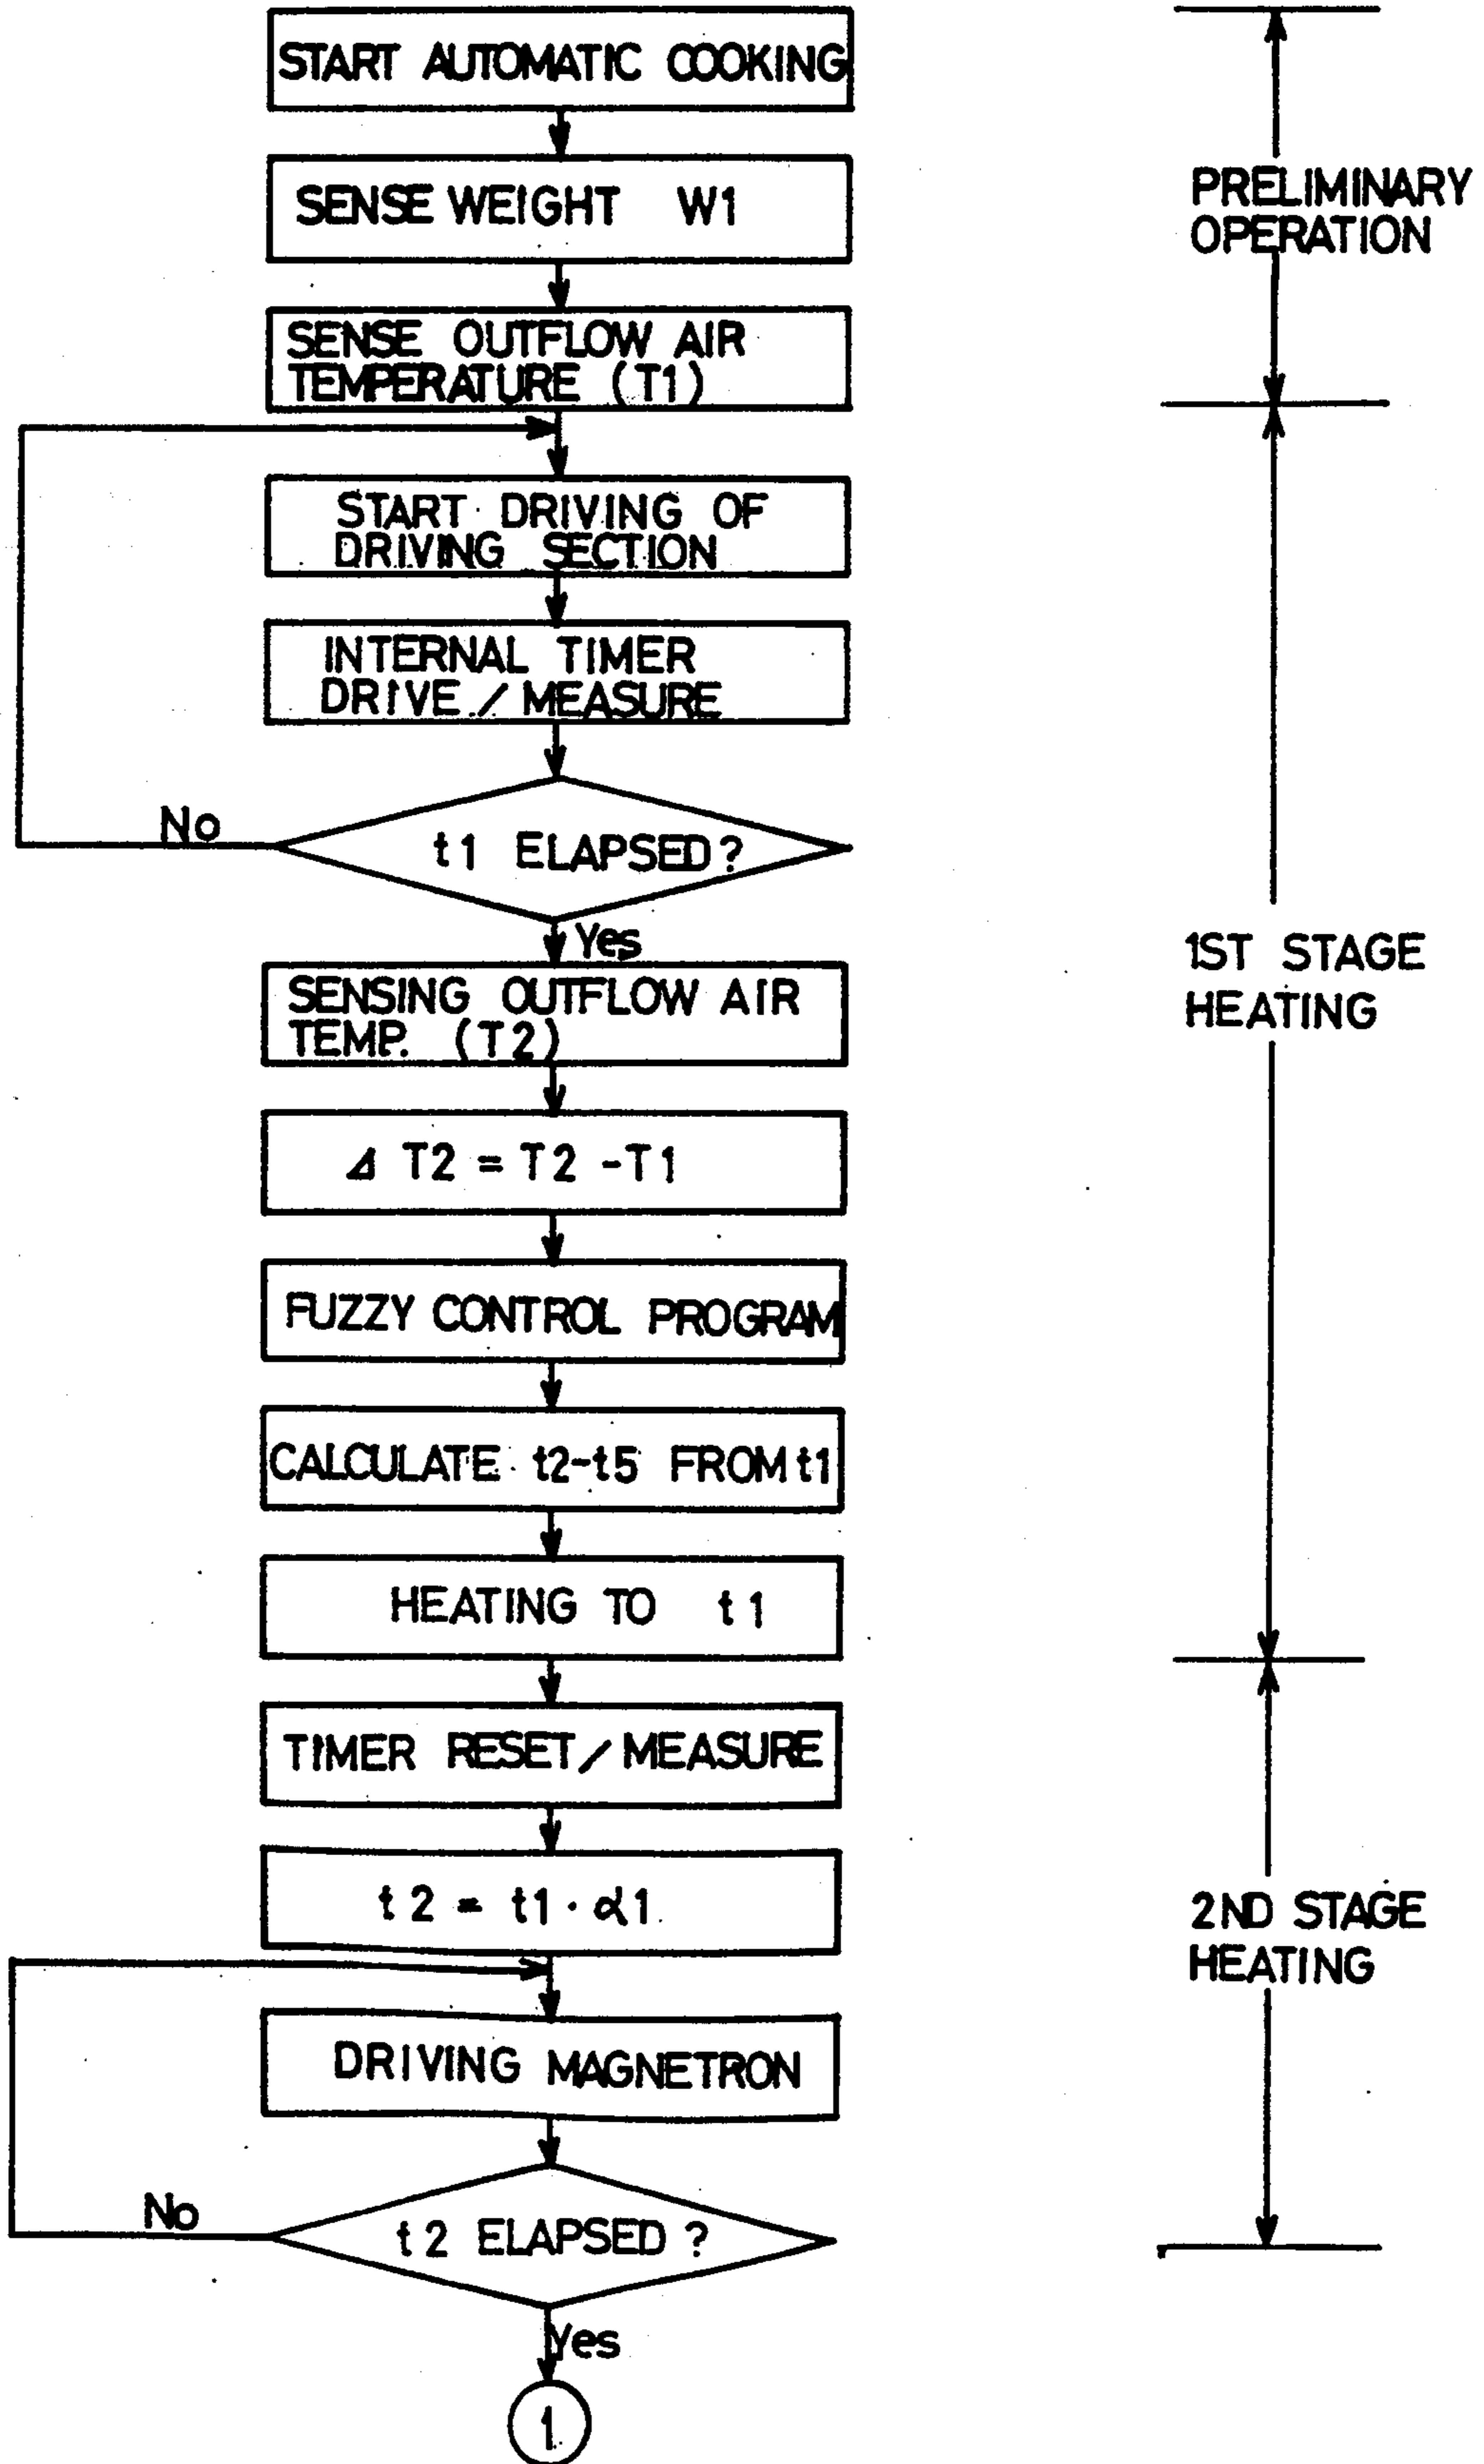 START AUTOMATIC COOKING
SENSE WEIGHT W1
PRELIMINARY
OPERATION
SENSE OUTFLOW AIR
TEMPERATURE (T1)
START DRIVING OF
DRIVING SECTION
INTERNAL TIMER
DRIVE / MEASURE
No
t1 ELAPSED?
Yes
1ST STAGE
HEATING
SENSING OUTFLOW AIR
TEMP. (T2)
⊿ T2 = T2 - T1
FUZZY CONTROL PROGRAM
CALCULATE t2-t5 FROM t1
HEATING TO t1
TIMER RESET / MEASURE
t2 = t1 · α1
2ND STAGE
HEATING
DRIVING MAGNETRON
No
t2 ELAPSED ?
Yes
1